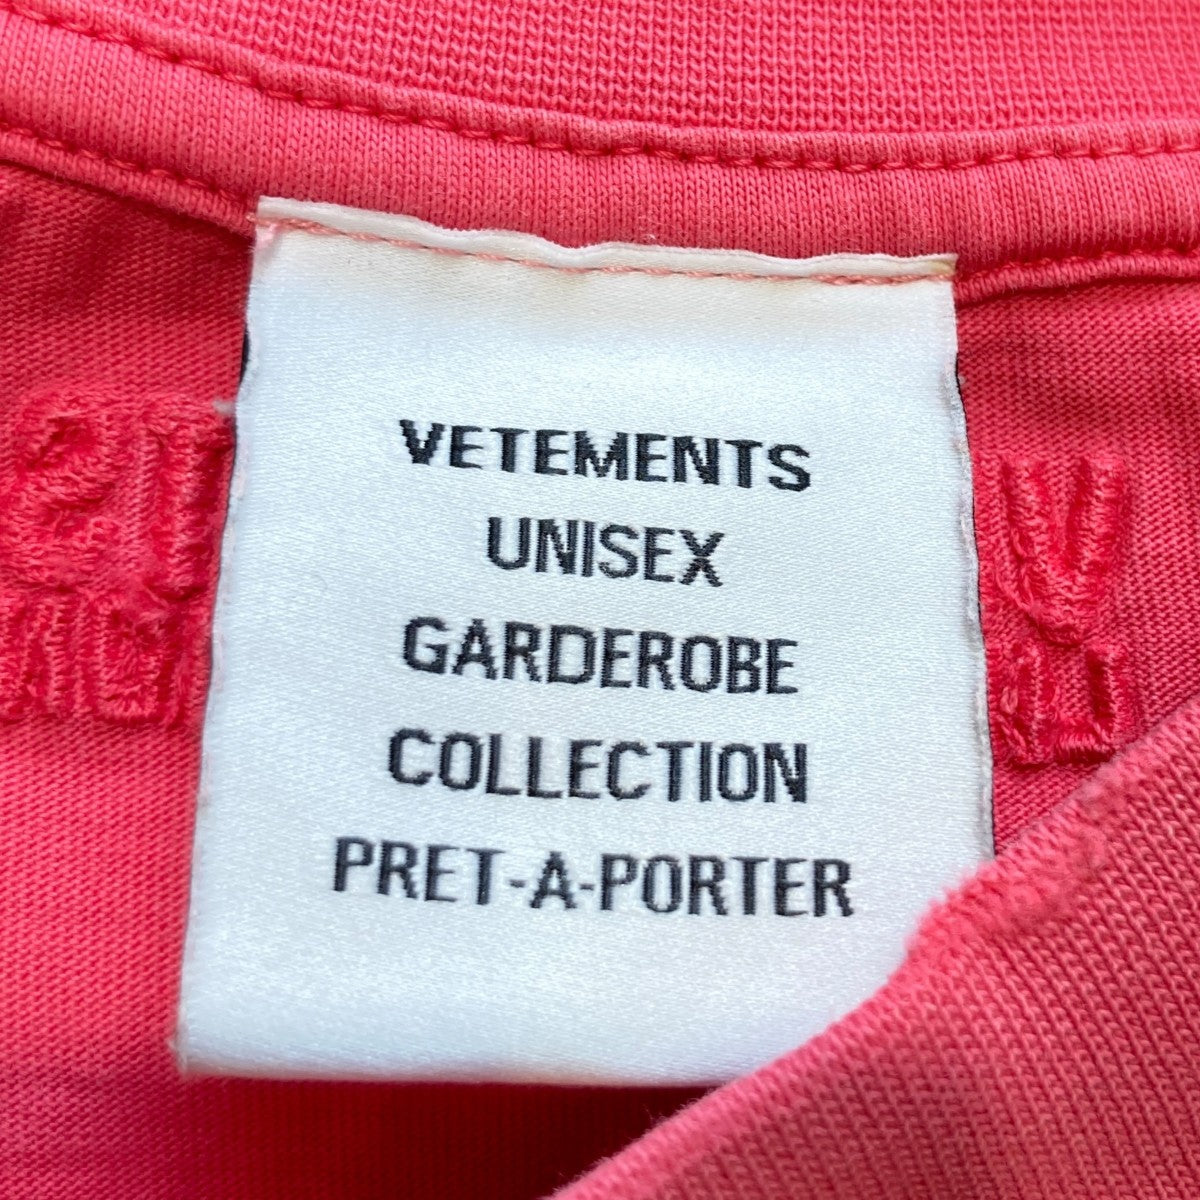 VETEMENTS
UNISEX
GARDEROBE
COLLECTION
PRET-A-PORTER